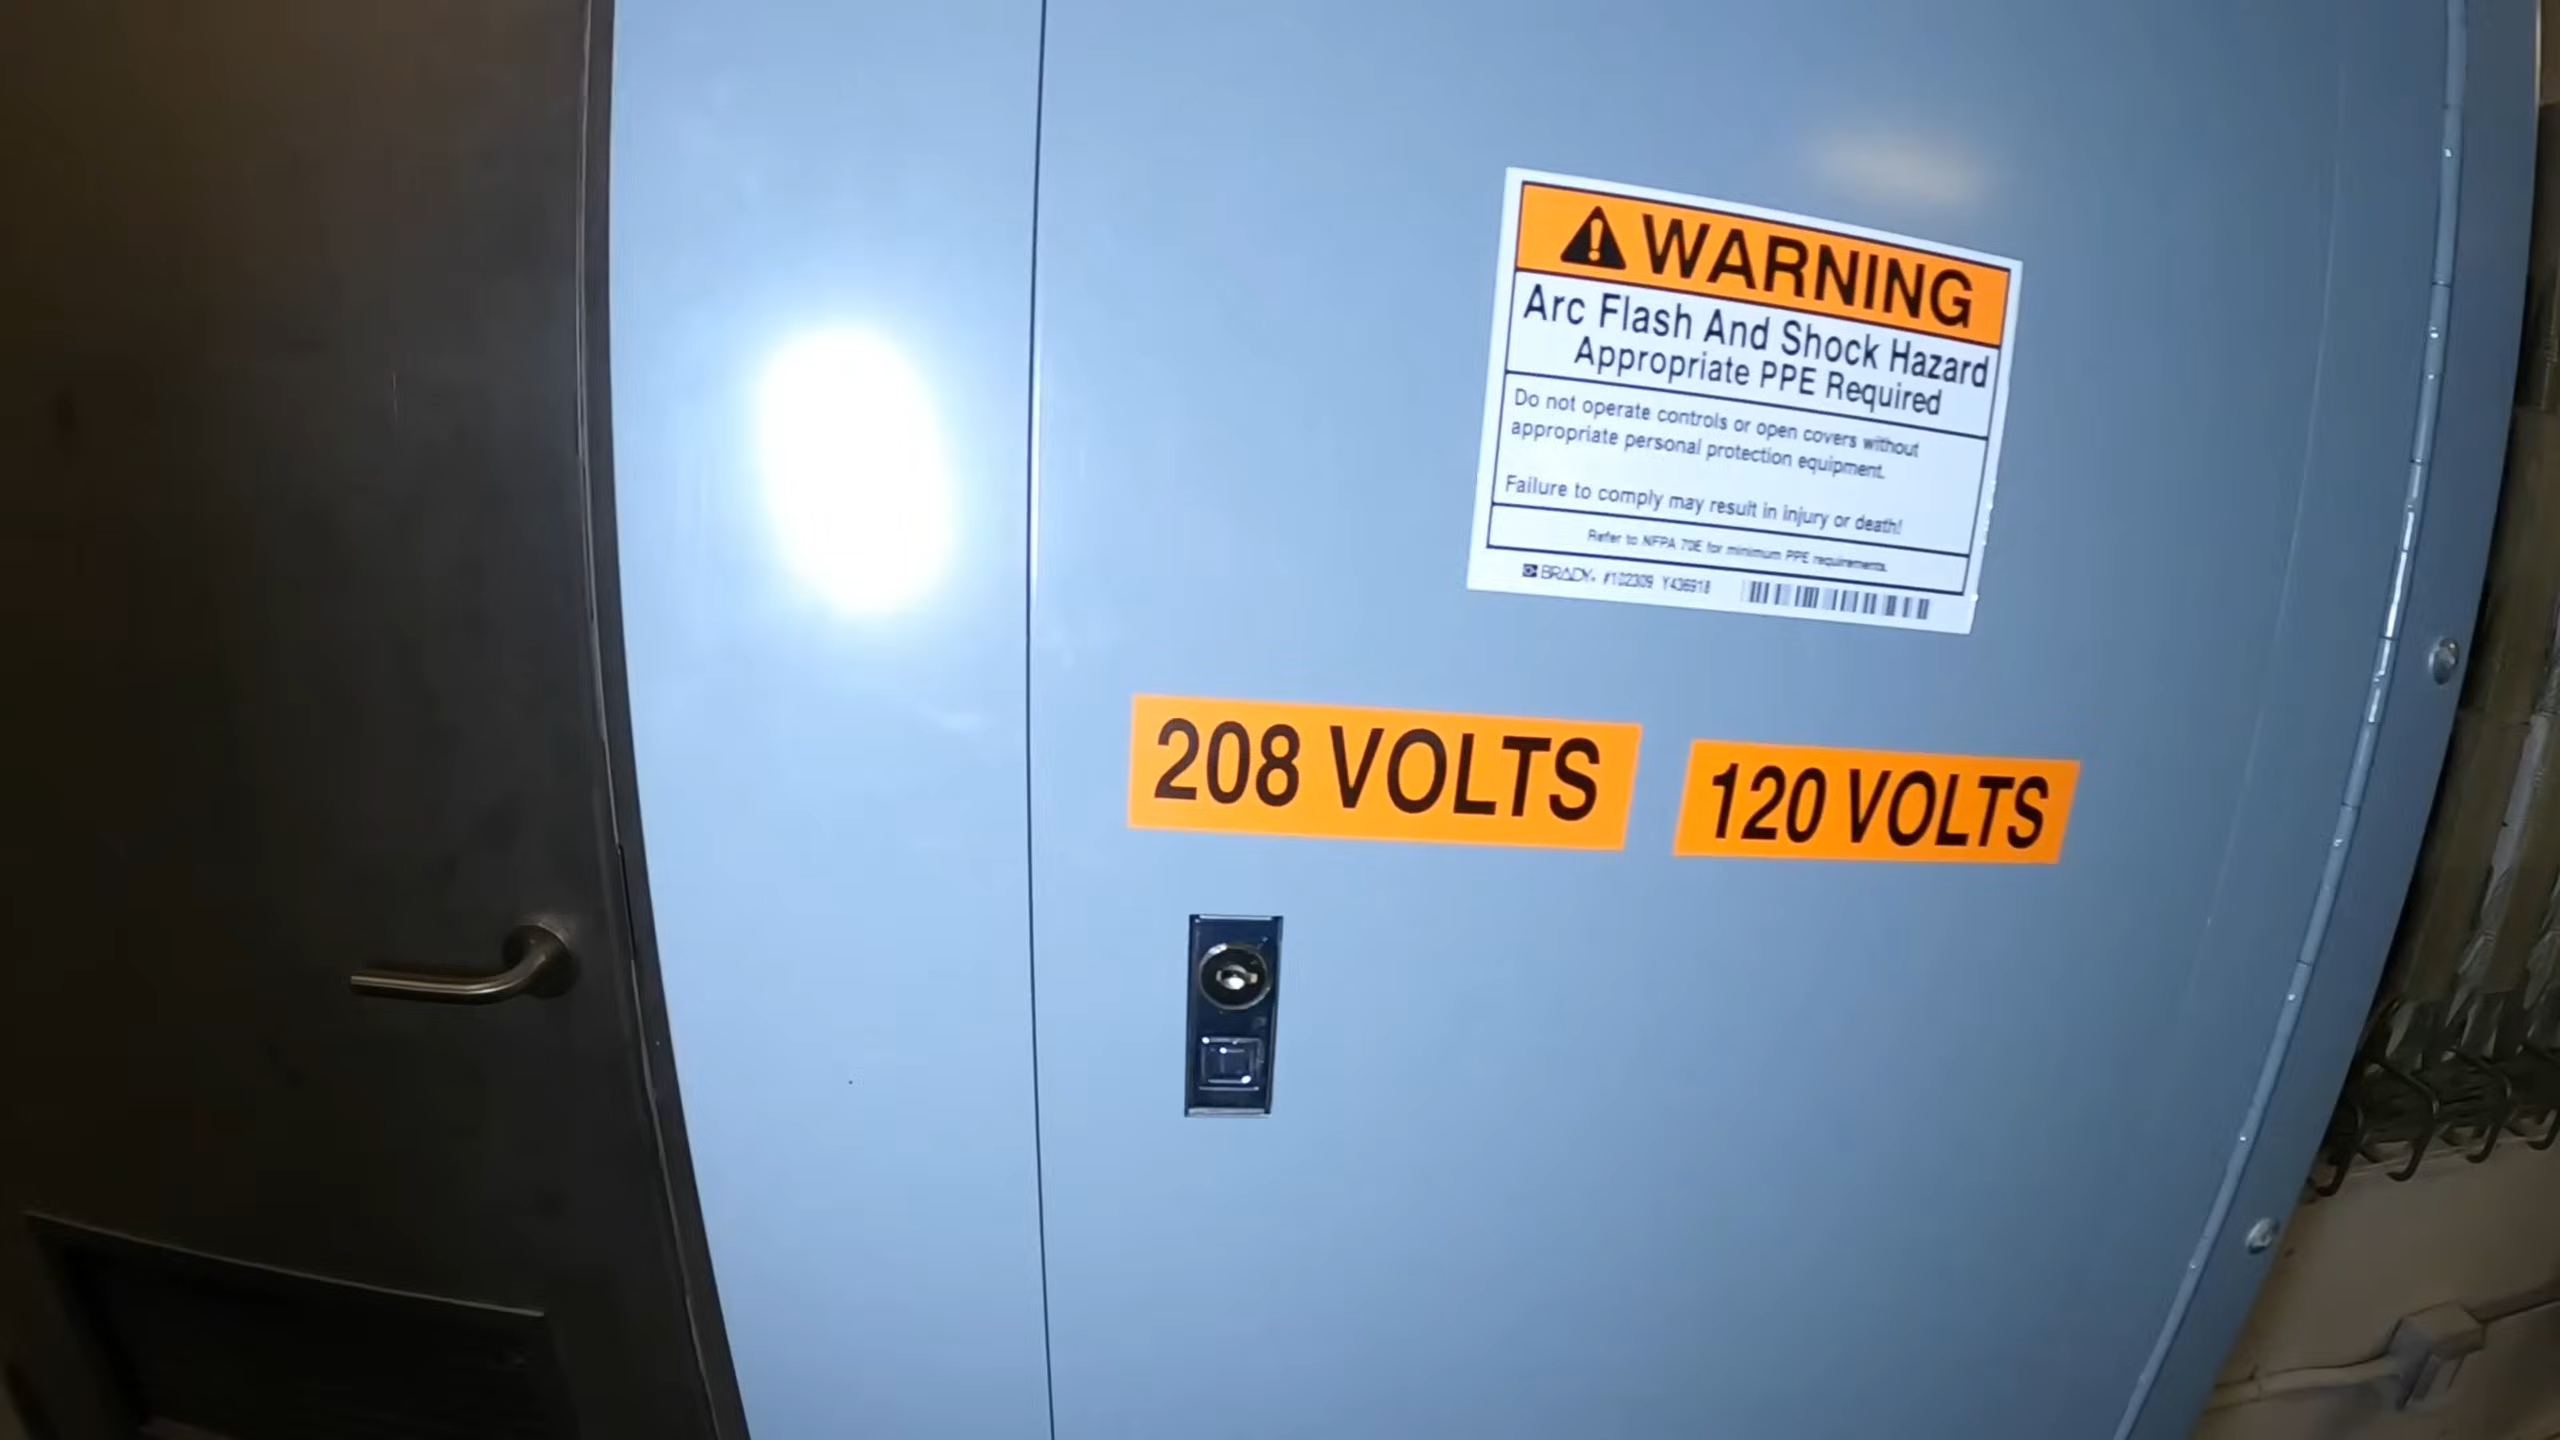 WARNING
Arc Flash And Shock Hazard
Appropriate PPE Required
Do not operate controls or open covers without
appropriate personal protection equipment.
Failure to comply may result in injury or death!
Refer to NFPA 70E for minimum PPE requirements.
BRADY. #102309 Y436918
208 VOLTS
120 VOLTS